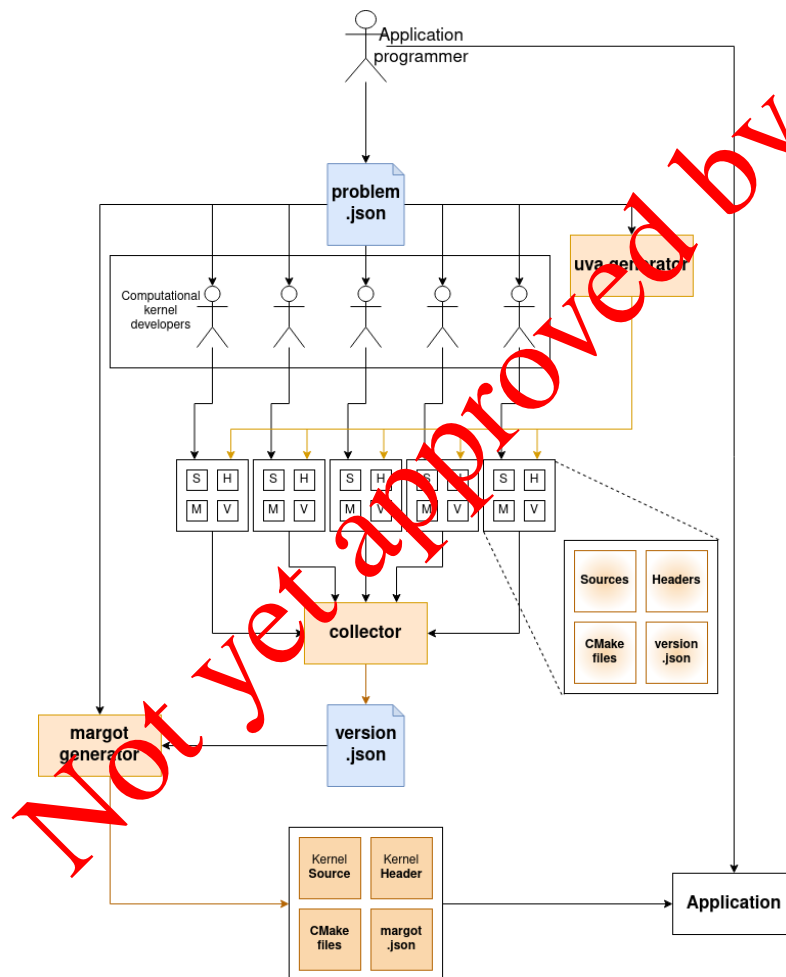 Application
programmer
problem
.json
uva generator
Computational
kernel
developers
S H S H S H S H S H
M V M V M V M V M V
Sources Headers
CMake
files
version
.json
collector
margot
generator
version
.json
Kernel
Source
Kernel
Header
CMake
files
margot
.json
Application
Not yet approved by